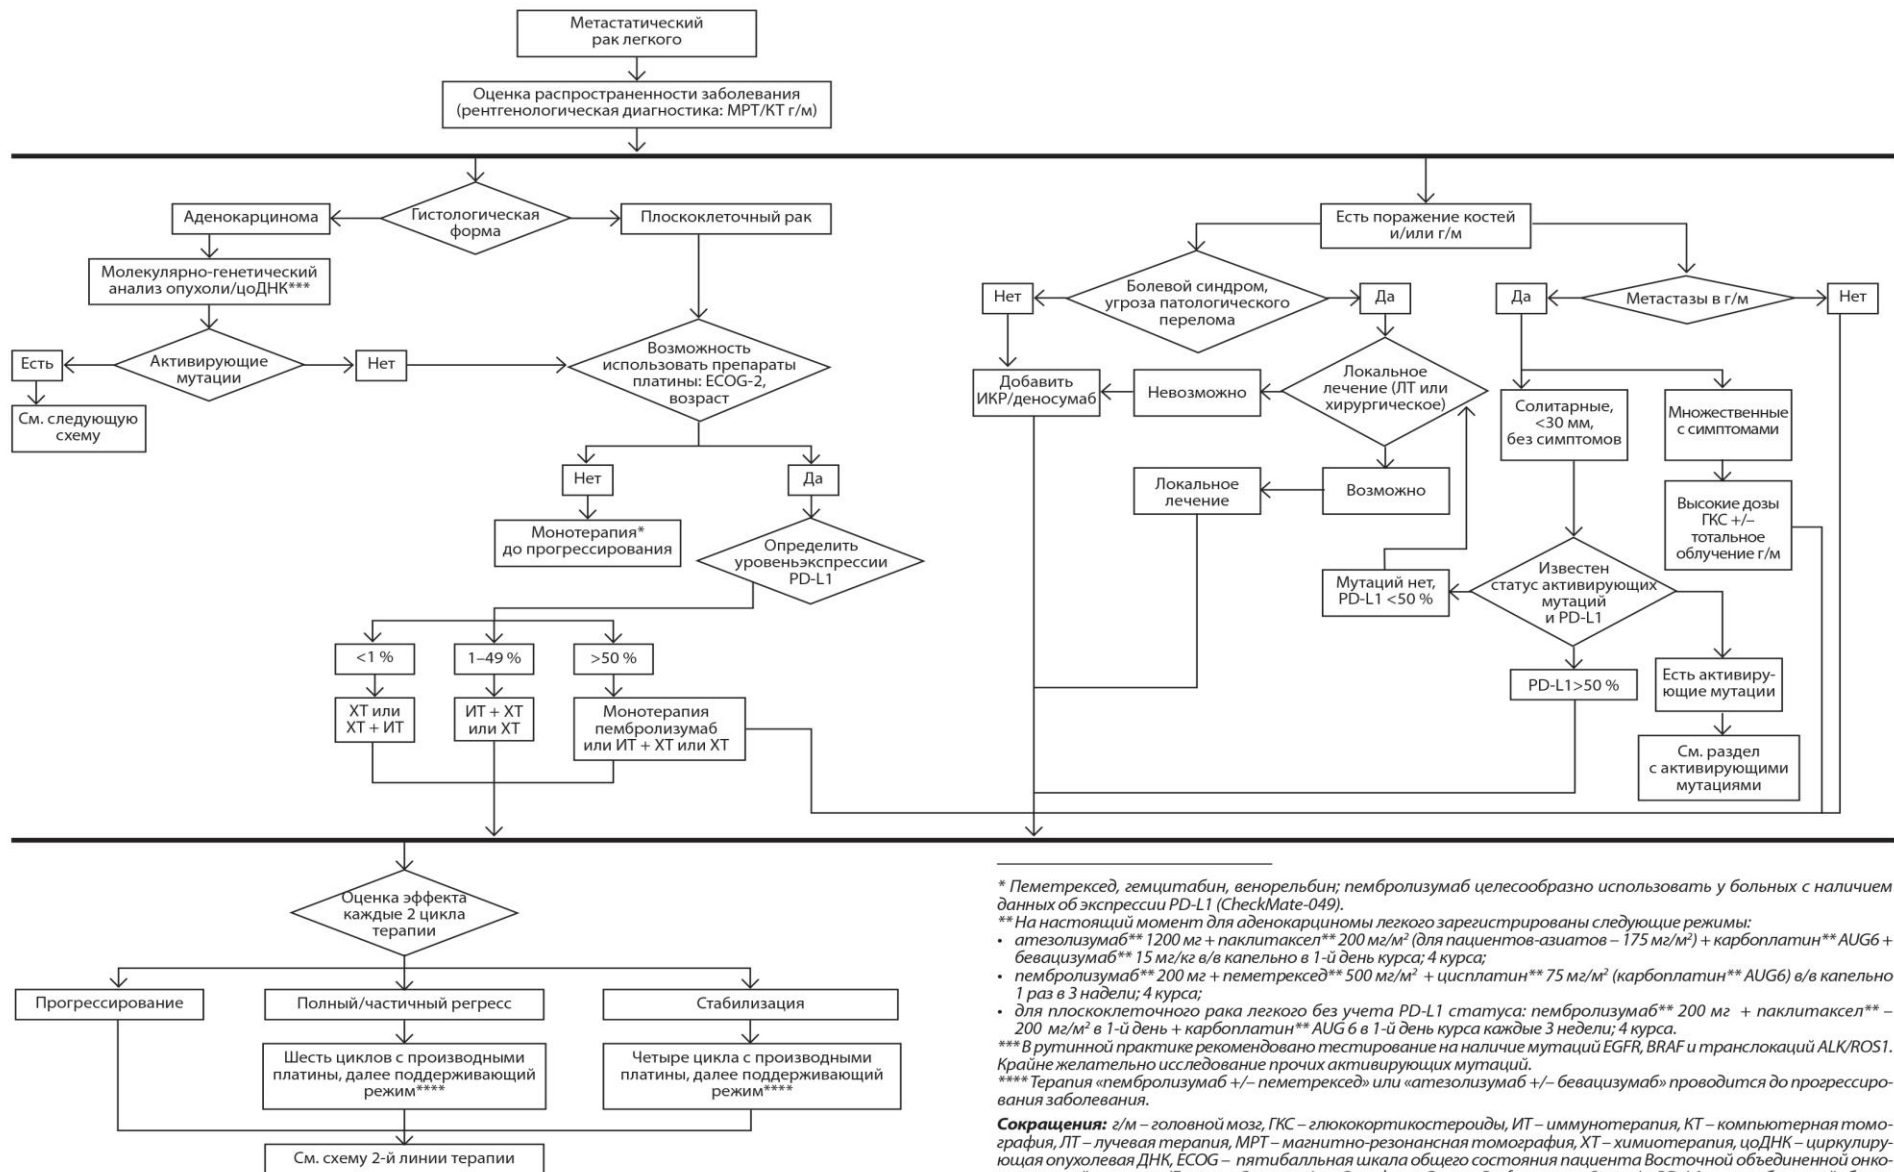 Метастатический
рак легкого
Оценка распространенности заболевания
(рентгенологическая диагностика: МРТ/КТ г/м)
Гистологическая
форма
Аденокарцинома
Плоскоклеточный рак
Молекулярно-генетический
анализ опухоли/цоДНК***
Активирующие
мутации
Есть
Нет
См. следующую
схему
Возможность
использовать препараты
платины: ECOG-2,
возраст
Нет
Да
Монотерапия*
до прогрессирования
Определить
уровеньэкспрессии
PD-L1
<1 %
1–49 %
>50 %
ХТ или
ХТ + ИТ
ИТ + ХТ
или ХТ
Монотерапия
пембролизумаб
или ИТ + ХТ или ХТ
Есть поражение костей
и/или г/м
Болевой синдром,
угроза патологического
перелома
Нет
Да
Добавить
ИКР/деносумаб
Невозможно
Локальное
лечение (ЛТ или
хирургическое)
Локальное
лечение
Возможно
Метастазы в г/м
Да
Нет
Солитарные,
<30 мм,
без симптомов
Множественные
с симптомами
Высокие дозы
ГКС +/–
тотальное
облучение г/м
Известен
статус активирующих
мутаций
и PD-L1
Мутаций нет,
PD-L1 <50 %
PD-L1>50 %
Есть активиру-
ющие мутации
См. раздел
с активирующими
мутациями
Оценка эффекта
каждые 2 цикла
терапии
Прогрессирование
Полный/частичный регресс
Стабилизация
Шесть циклов с производными
платины, далее поддерживающий
режим****
Четыре цикла с производными
платины, далее поддерживающий
режим****
См. схему 2-й линии терапии
* Пеметрексед, гемцитабин, венорельбин; пембролизумаб целесообразно использовать у больных с наличием
данных об экспрессии PD-L1 (CheckMate-049).
** На настоящий момент для аденокарциномы легкого зарегистрированы следующие режимы:
• атезолизумаб** 1200 мг + паклитаксел** 200 мг/м² (для пациентов-азиатов – 175 мг/м²) + карбоплатин** AUG6 +
бевацизумаб** 15 мг/кг в/в капельно в 1-й день курса; 4 курса;
• пембролизумаб** 200 мг + пеметрексед** 500 мг/м² + цисплатин** 75 мг/м² (карбоплатин** AUG6) в/в капельно
1 раз в 3 надели; 4 курса;
• для плоскоклеточного рака легкого без учета PD-L1 статуса: пембролизумаб** 200 мг + паклитаксел** –
200 мг/м² в 1-й день + карбоплатин** AUG 6 в 1-й день курса каждые 3 недели; 4 курса.
*** В рутинной практике рекомендовано тестирование на наличие мутаций EGFR, BRAF и транслокаций ALK/ROS1.
Крайне желательно исследование прочих активирующих мутаций.
**** Терапия «пембролизумаб +/– пеметрексед» или «атезолизумаб +/– бевацизумаб» проводится до прогрессиро-
вания заболевания.
Сокращения: г/м – головной мозг, ГКС – глюкокортикостероиды, ИТ – иммунотерапия, КТ – компьютерная томо-
графия, ЛТ – лучевая терапия, МРТ – магнитно-резонансная томография, ХТ – химиотерапия, цоДНК – циркулиру-
ющая опухолевая ДНК, ECOG – пятибалльная шкала общего состояния пациента Восточной объединенной онко-